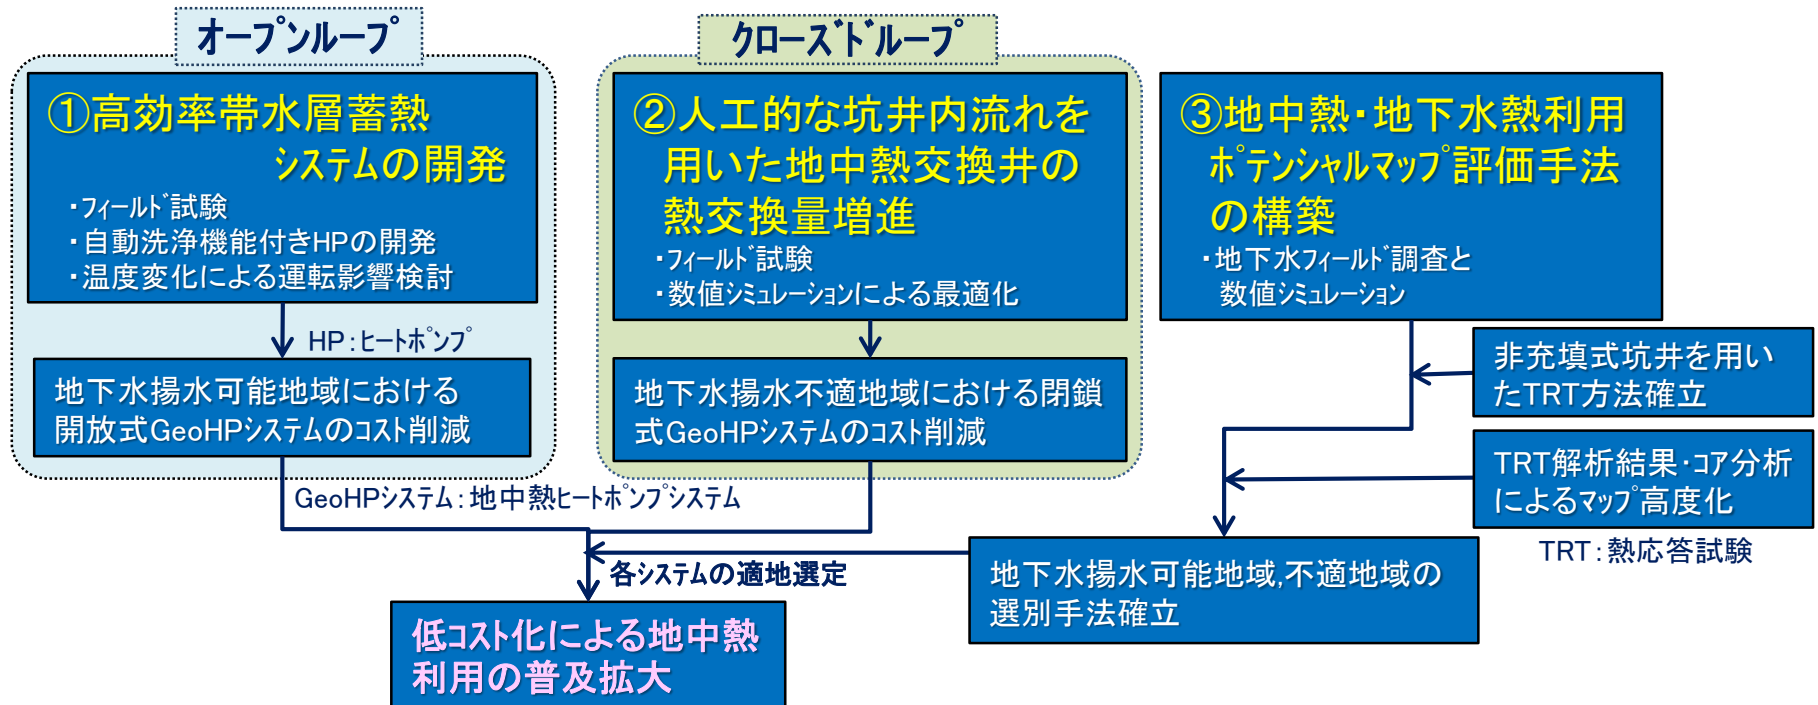 オープンループ
①高効率帯水層蓄熱
システムの開発
・フィールド試験
・自動洗浄機能付きHPの開発
・温度変化による運転影響検討
HP:ヒートポンプ
地下水揚水可能地域における
開放式GeoHPシステムのコスト削減
クローズドループ
②人工的な坑井内流れを
用いた地中熱交換井の
熱交換量増進
・フィールド試験
・数値シミュレーションによる最適化
地下水揚水不適地域における閉鎖
式GeoHPシステムのコスト削減
GeoHPシステム:地中熱ヒートポンプシステム
③地中熱・地下水熱利用
ポテンシャルマップ評価手法
の構築
・地下水フィールド調査と
数値シミュレーション
非充填式坑井を用い
たTRT方法確立
TRT解析結果・コア分析
によるマップ高度化
TRT:熱応答試験
地下水揚水可能地域,不適地域の
選別手法確立
各システムの適地選定
低コスト化による地中熱
利用の普及拡大